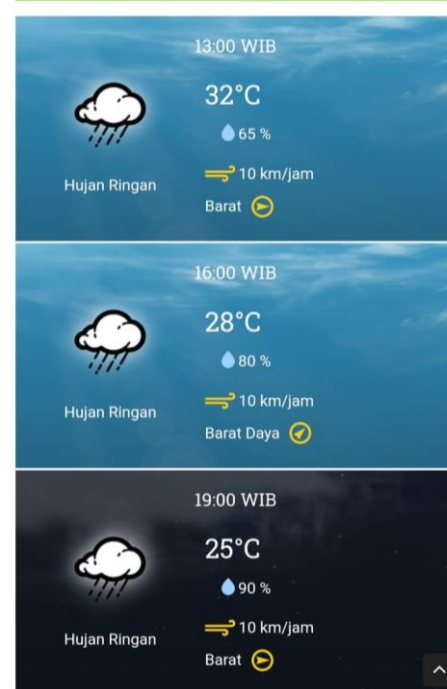 13:00 WIB
32°C
65 %
10 km/jam
Hujan Ringan
Barat
16:00 WIB
28°C
80 %
10 km/jam
Hujan Ringan
Barat Daya
19:00 WIB
25°C
90 %
10 km/jam
Hujan Ringan
Barat